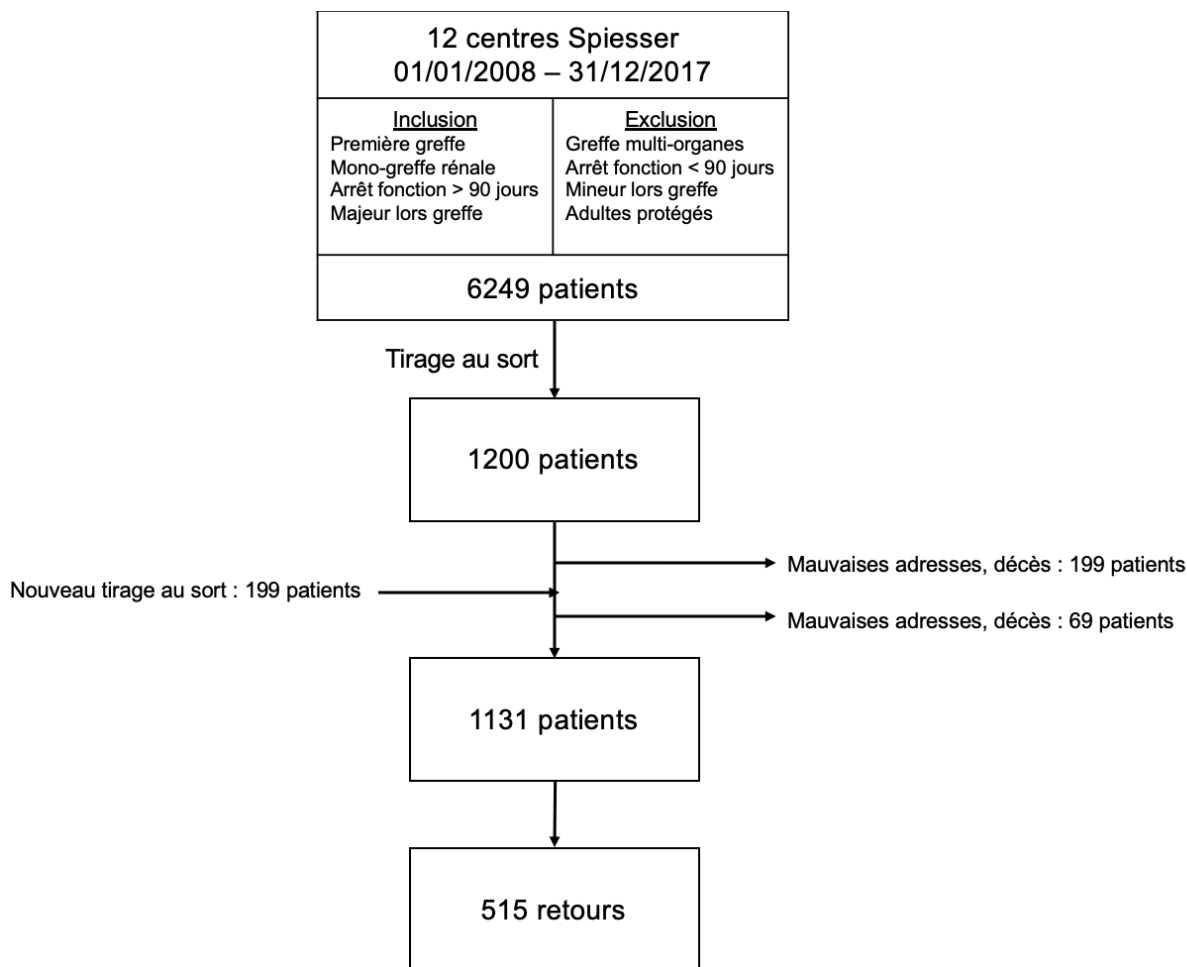 12 centres Spiesser
01/01/2008 – 31/12/2017
Inclusion
Première greffe
Mono-greffe rénale
Arrêt fonction > 90 jours
Majeur lors greffe
Exclusion
Greffe multi-organes
Arrêt fonction < 90 jours
Mineur lors greffe
Adultes protégés
6249 patients
Tirage au sort
1200 patients
Mauvaises adresses, décès : 199 patients
Nouveau tirage au sort : 199 patients
Mauvaises adresses, décès : 69 patients
1131 patients
515 retours